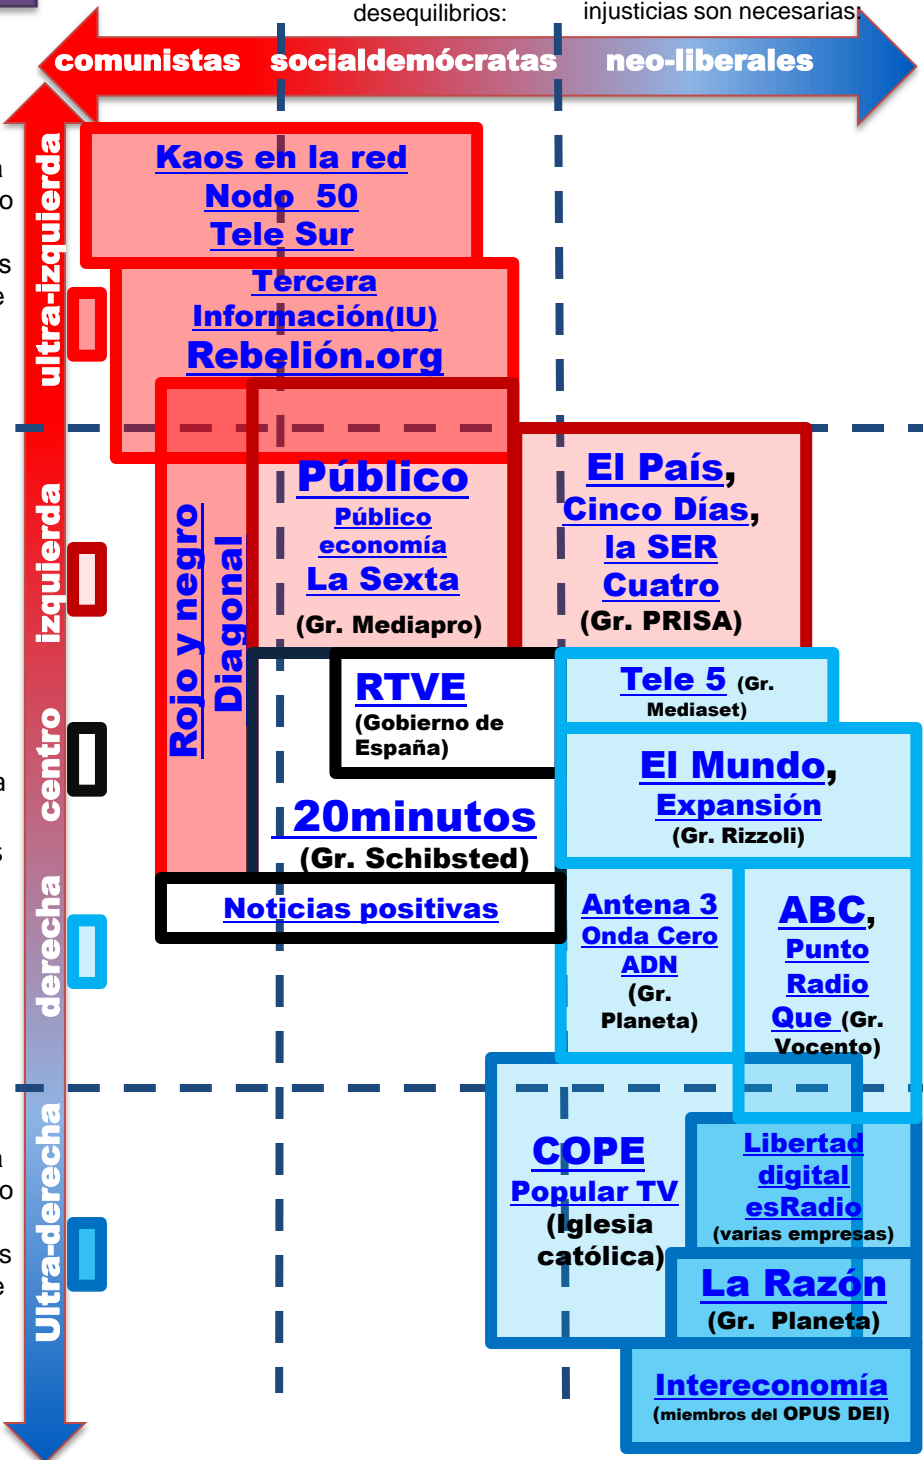 desequilibrios:
injusticias son necesarias:
comunistas socialdemócratas neo-liberales
ultra-izquierda
izquierda
centro
derecha
Ultra-derecha
a
o
s
e
Kaos en la red
Nodo 50
Tele Sur
Tercera
Información(IU)
Rebelión.org
Rojo y negro
Diagonal
Público
Público
economía
La Sexta
(Gr. Mediapro)
El País,
Cinco Días,
la SER
Cuatro
(Gr. PRISA)
RTVE
(Gobierno de
España)
Tele 5 (Gr.
Mediaset)
El Mundo,
Expansión
(Gr. Rizzoli)
20minutos
(Gr. Schibsted)
a
s
Noticias positivas
Antena 3
Onda Cero
ADN
(Gr.
Planeta)
ABC,
Punto
Radio
Que (Gr.
Vocento)
a
o
s
e
COPE
Popular TV
(Iglesia
católica)
Libertad
digital
esRadio
(varias empresas)
La Razón
(Gr. Planeta)
Intereconomía
(miembros del OPUS DEI)